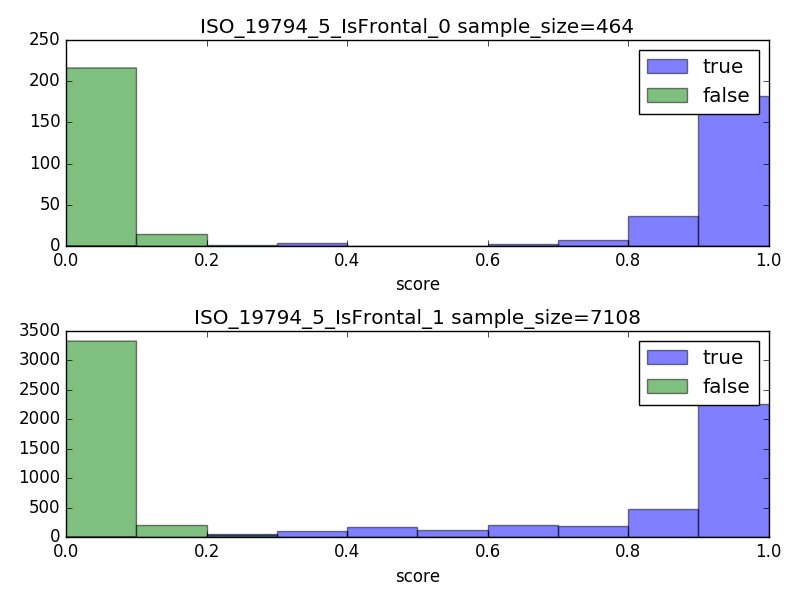 ISO_19794_5_IsFrontal_0 sample_size=464
250
200
150
100
50
0
true
false
0.0 0.2 0.4 0.6 0.8 1.0
score
ISO_19794_5_IsFrontal_1 sample_size=7108
3500
3000
2500
2000
1500
1000
500
0
true
false
0.0 0.2 0.4 0.6 0.8 1.0
score